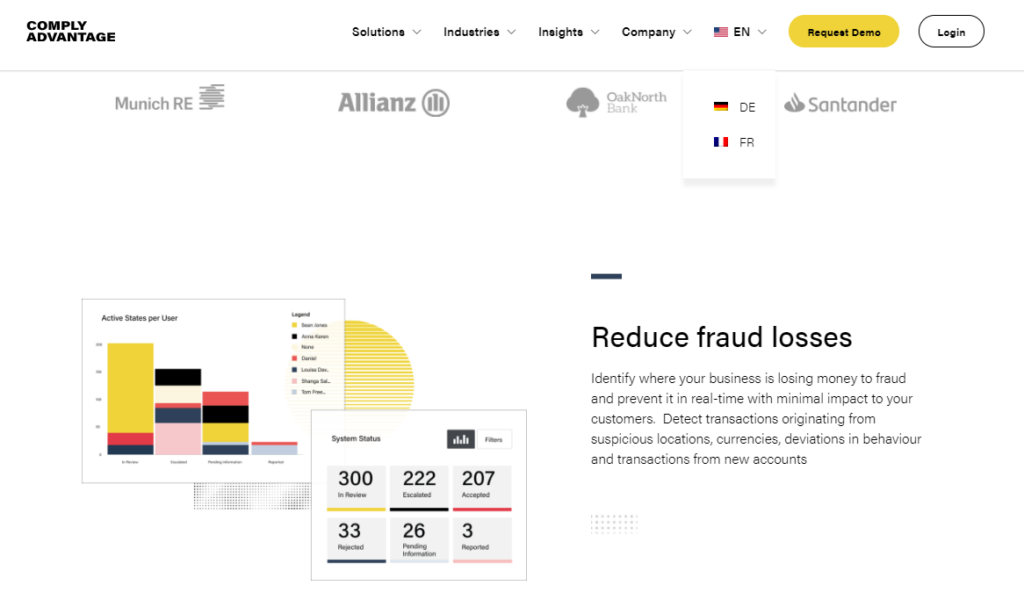 COMPLY
ADVANTAGE
Solutions
Industries
Insights
Company
EN
Request Demo
Login
DE
FR
Munich RE
Allianz
OakNorth
Bank
Santander
Active States per User
Legend
Sean Jones
Anna Karen
None
Daniel
Louise Dav..
Shanga Sal..
Tom Free..
In Review
Escalated
Pending Information
Reported
System Status
Filters
300
In Review
222
Escalated
207
Accepted
33
Rejected
26
Pending
Information
3
Reported
Reduce fraud losses
Identify where your business is losing money to fraud
and prevent it in real-time with minimal impact to your
customers.  Detect transactions originating from
suspicious locations, currencies, deviations in behaviour
and transactions from new accounts